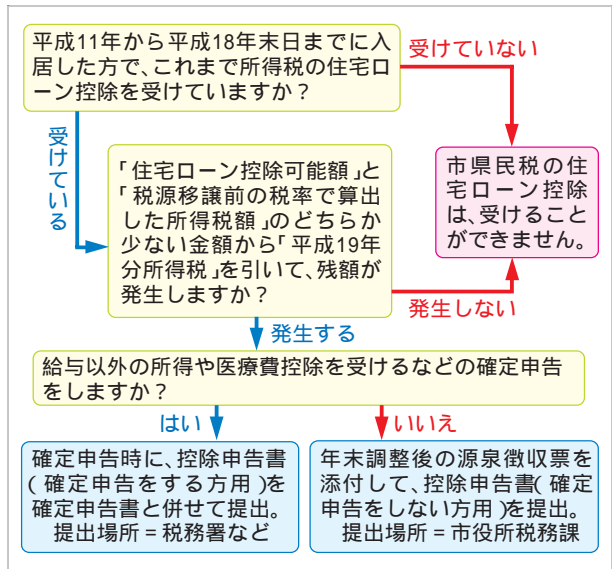 平成11年から平成18年末日までに入
居した方で、これまで所得税の住宅ロ
ーン控除を受けていますか？
受けていない
受けている
「住宅ローン控除可能額」と
「税源移譲前の税率で算出
した所得税額」のどちらか
少ない金額から「平成19年
分所得税」を引いて、残額が
発生しますか？
市県民税の住
宅ローン控除
は、受けること
ができません。
発生しない
発生する
給与以外の所得や医療費控除を受けるなどの確定申告
をしますか？
はい
いいえ
確定申告時に、控除申告書
(確定申告をする方用)を
確定申告書と併せて提出。
提出場所＝税務署など
年末調整後の源泉徴収票を
添付して、控除申告書(確定
申告をしない方用)を提出。
提出場所＝市役所税務課